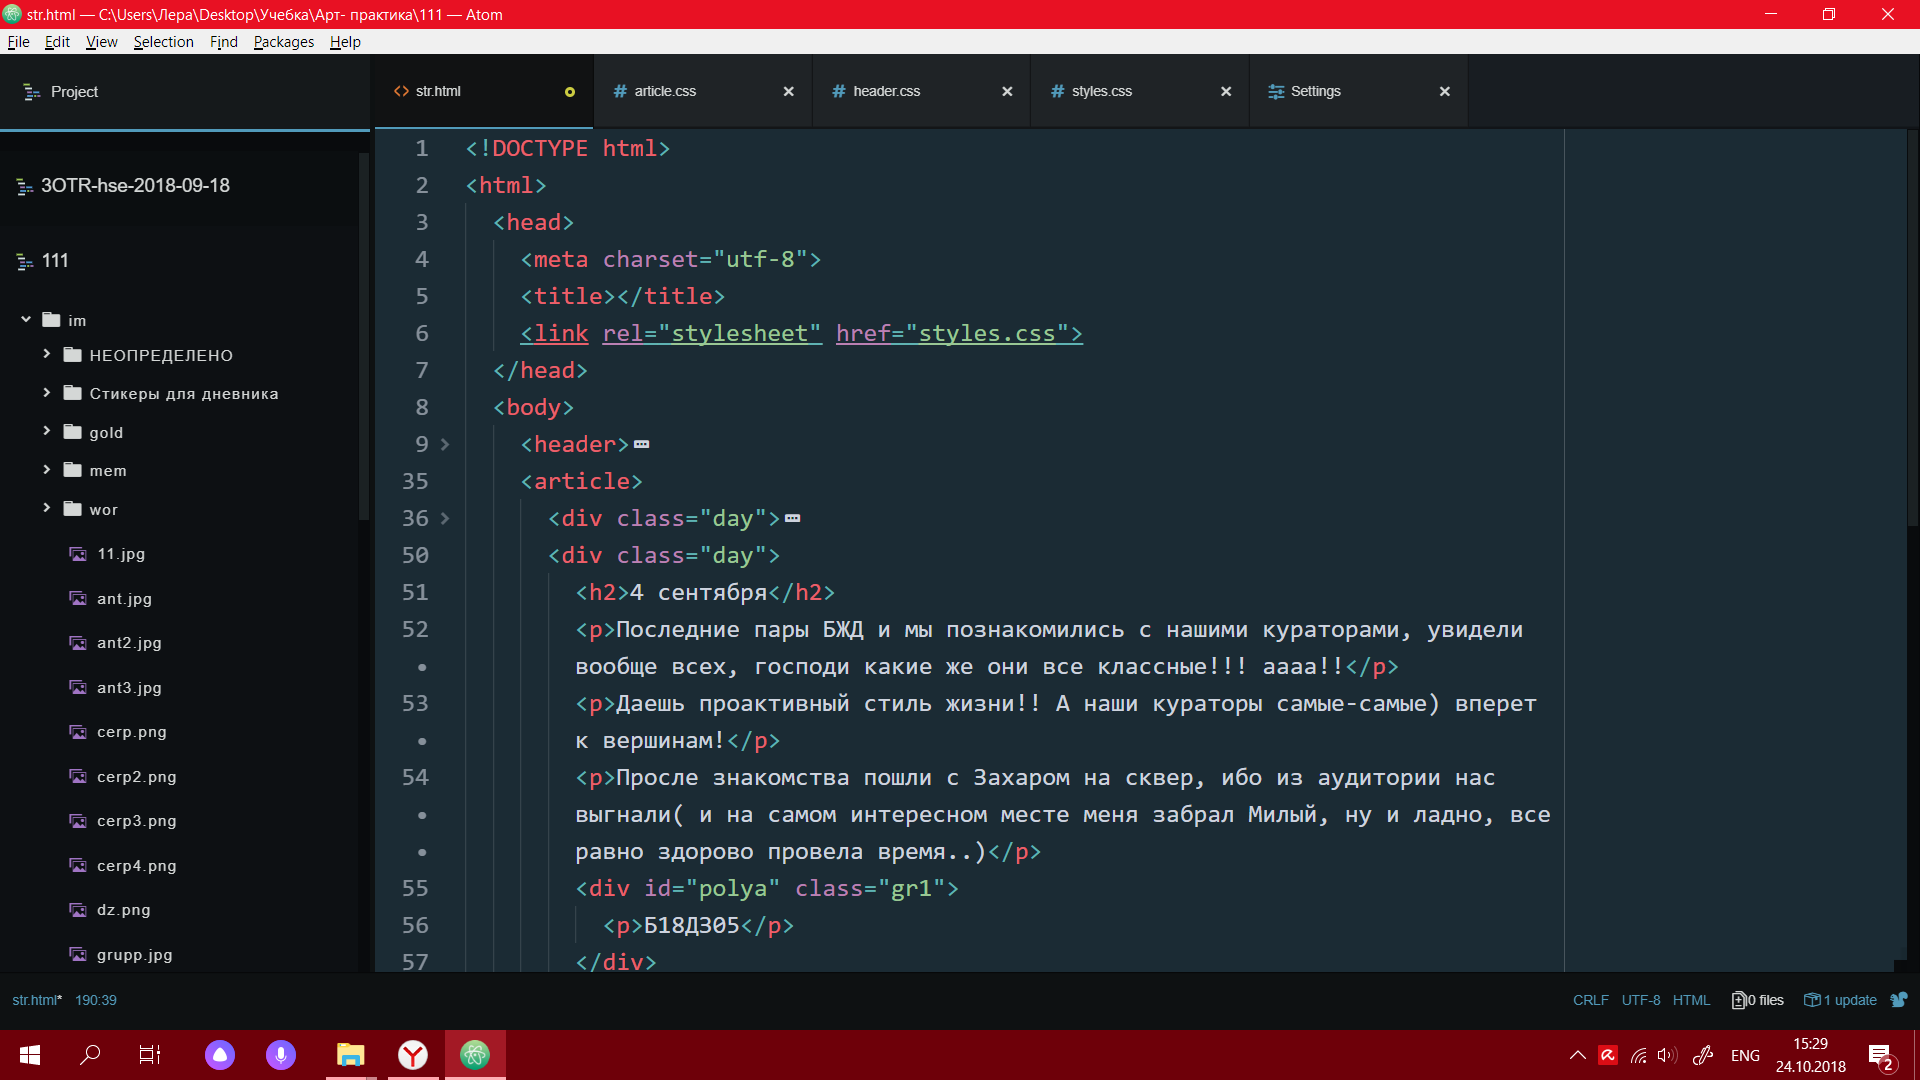 str.html — C:\Users\Лера\Desktop\Учебка\Арт- практика\111 — Atom
File Edit View Selection Find Packages Help
Project
str.html
article.css
header.css
styles.css
Settings
3OTR-hse-2018-09-18
111
im
НЕОПРЕДЕЛЕНО
Стикеры для дневника
gold
mem
wor
11.jpg
ant.jpg
ant2.jpg
ant3.jpg
cerp.png
cerp2.png
cerp3.png
cerp4.png
dz.png
grupp.jpg
1 <!DOCTYPE html>
2 <html>
3 <head>
4 <meta charset="utf-8">
5 <title></title>
6 <link rel="stylesheet" href="styles.css">
7 </head>
8 <body>
9 <header>
35 <article>
36 <div class="day">
50 <div class="day">
51 <h2>4 сентября</h2>
52 <p>Последние пары БЖД и мы познакомились с нашими кураторами, увидели
• вообще всех, господи какие же они все классные!!! аааа!!</p>
53 <p>Даешь проактивный стиль жизни!! А наши кураторы самые-самые) вперет
• к вершинам!</p>
54 <p>Просле знакомства пошли с Захаром на сквер, ибо из аудитории нас
• выгнали( и на самом интересном месте меня забрал Милый, ну и ладно, все
• равно здорово провела время..)</p>
55 <div id="polya" class="gr1">
56 <p>Б18ДЗ05</p>
57 </div>
str.html* 190:39
CRLF UTF-8 HTML 0 files 1 update
ENG
15:29
24.10.2018
2